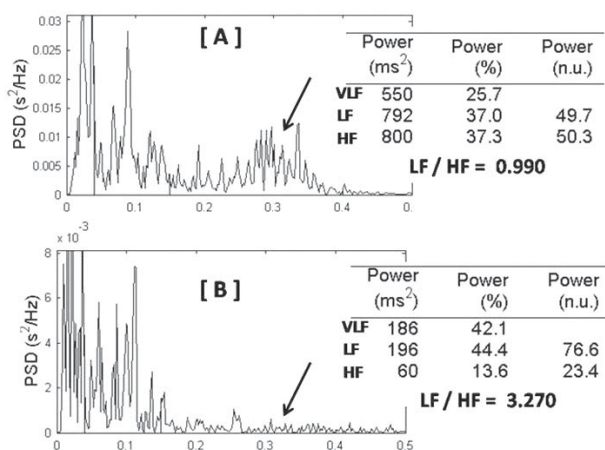 0.03
[ A ]
0.025
0.02
0.015
0.01
0.005
0
PSD (s²/Hz)
0 0.1 0.2 0.3 0.4 0.
Power Power Power
(ms²) (%) (n.u.)
VLF 550 25.7
LF 792 37.0 49.7
HF 800 37.3 50.3
LF / HF = 0.990
x 10⁻³
[ B ]
8
6
4
2
0
PSD (s²/Hz)
0 0.1 0.2 0.3 0.4 0.5
Power Power Power
(ms²) (%) (n.u.)
VLF 186 42.1
LF 196 44.4 76.6
HF 60 13.6 23.4
LF / HF = 3.270